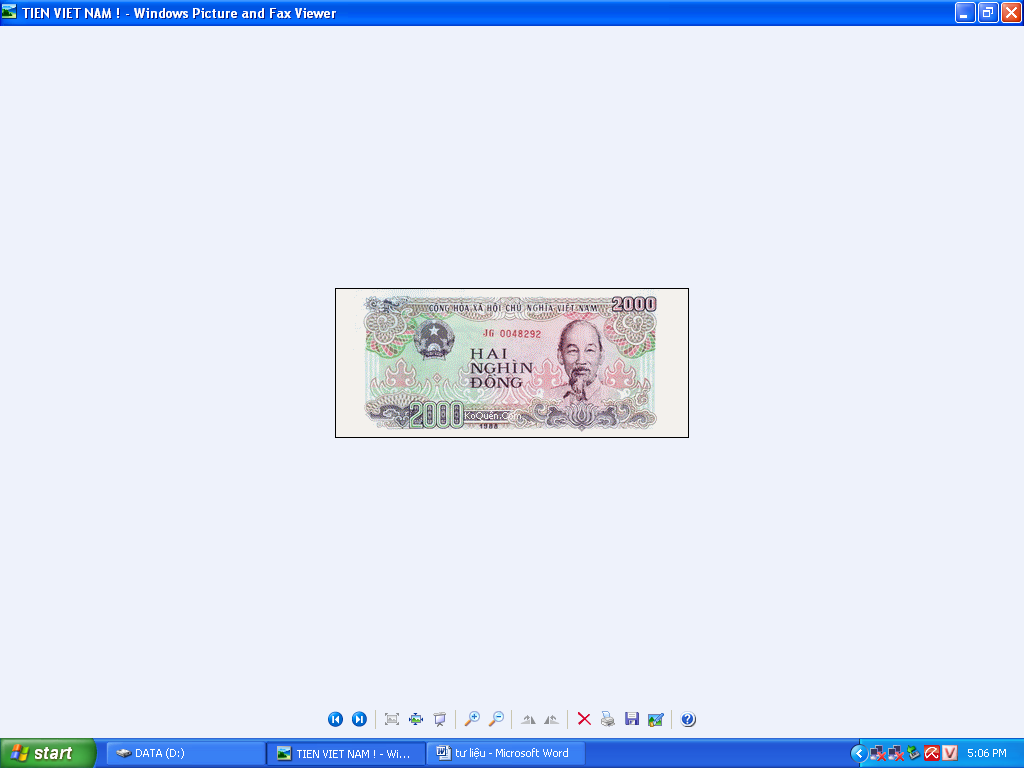 TIEN VIET NAM ! - Windows Picture and Fax Viewer
CỘNG HÒA XÃ HỘI CHỦ NGHĨA VIỆT NAM
2000
JG 0048292
HAI
NGHÌN
ĐỒNG
2000
KoQuên.Com
1988
start
DATA (D:)
TIEN VIET NAM ! - Wi...
tư liệu - Microsoft Word
V
5:06 PM